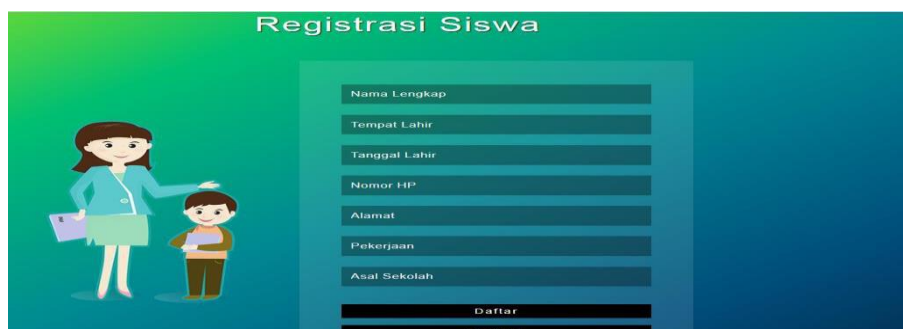 Registrasi Siswa
Nama Lengkap
Tempat Lahir
Tanggal Lahir
Nomor HP
Alamat
Pekerjaan
Asal Sekolah
Daftar